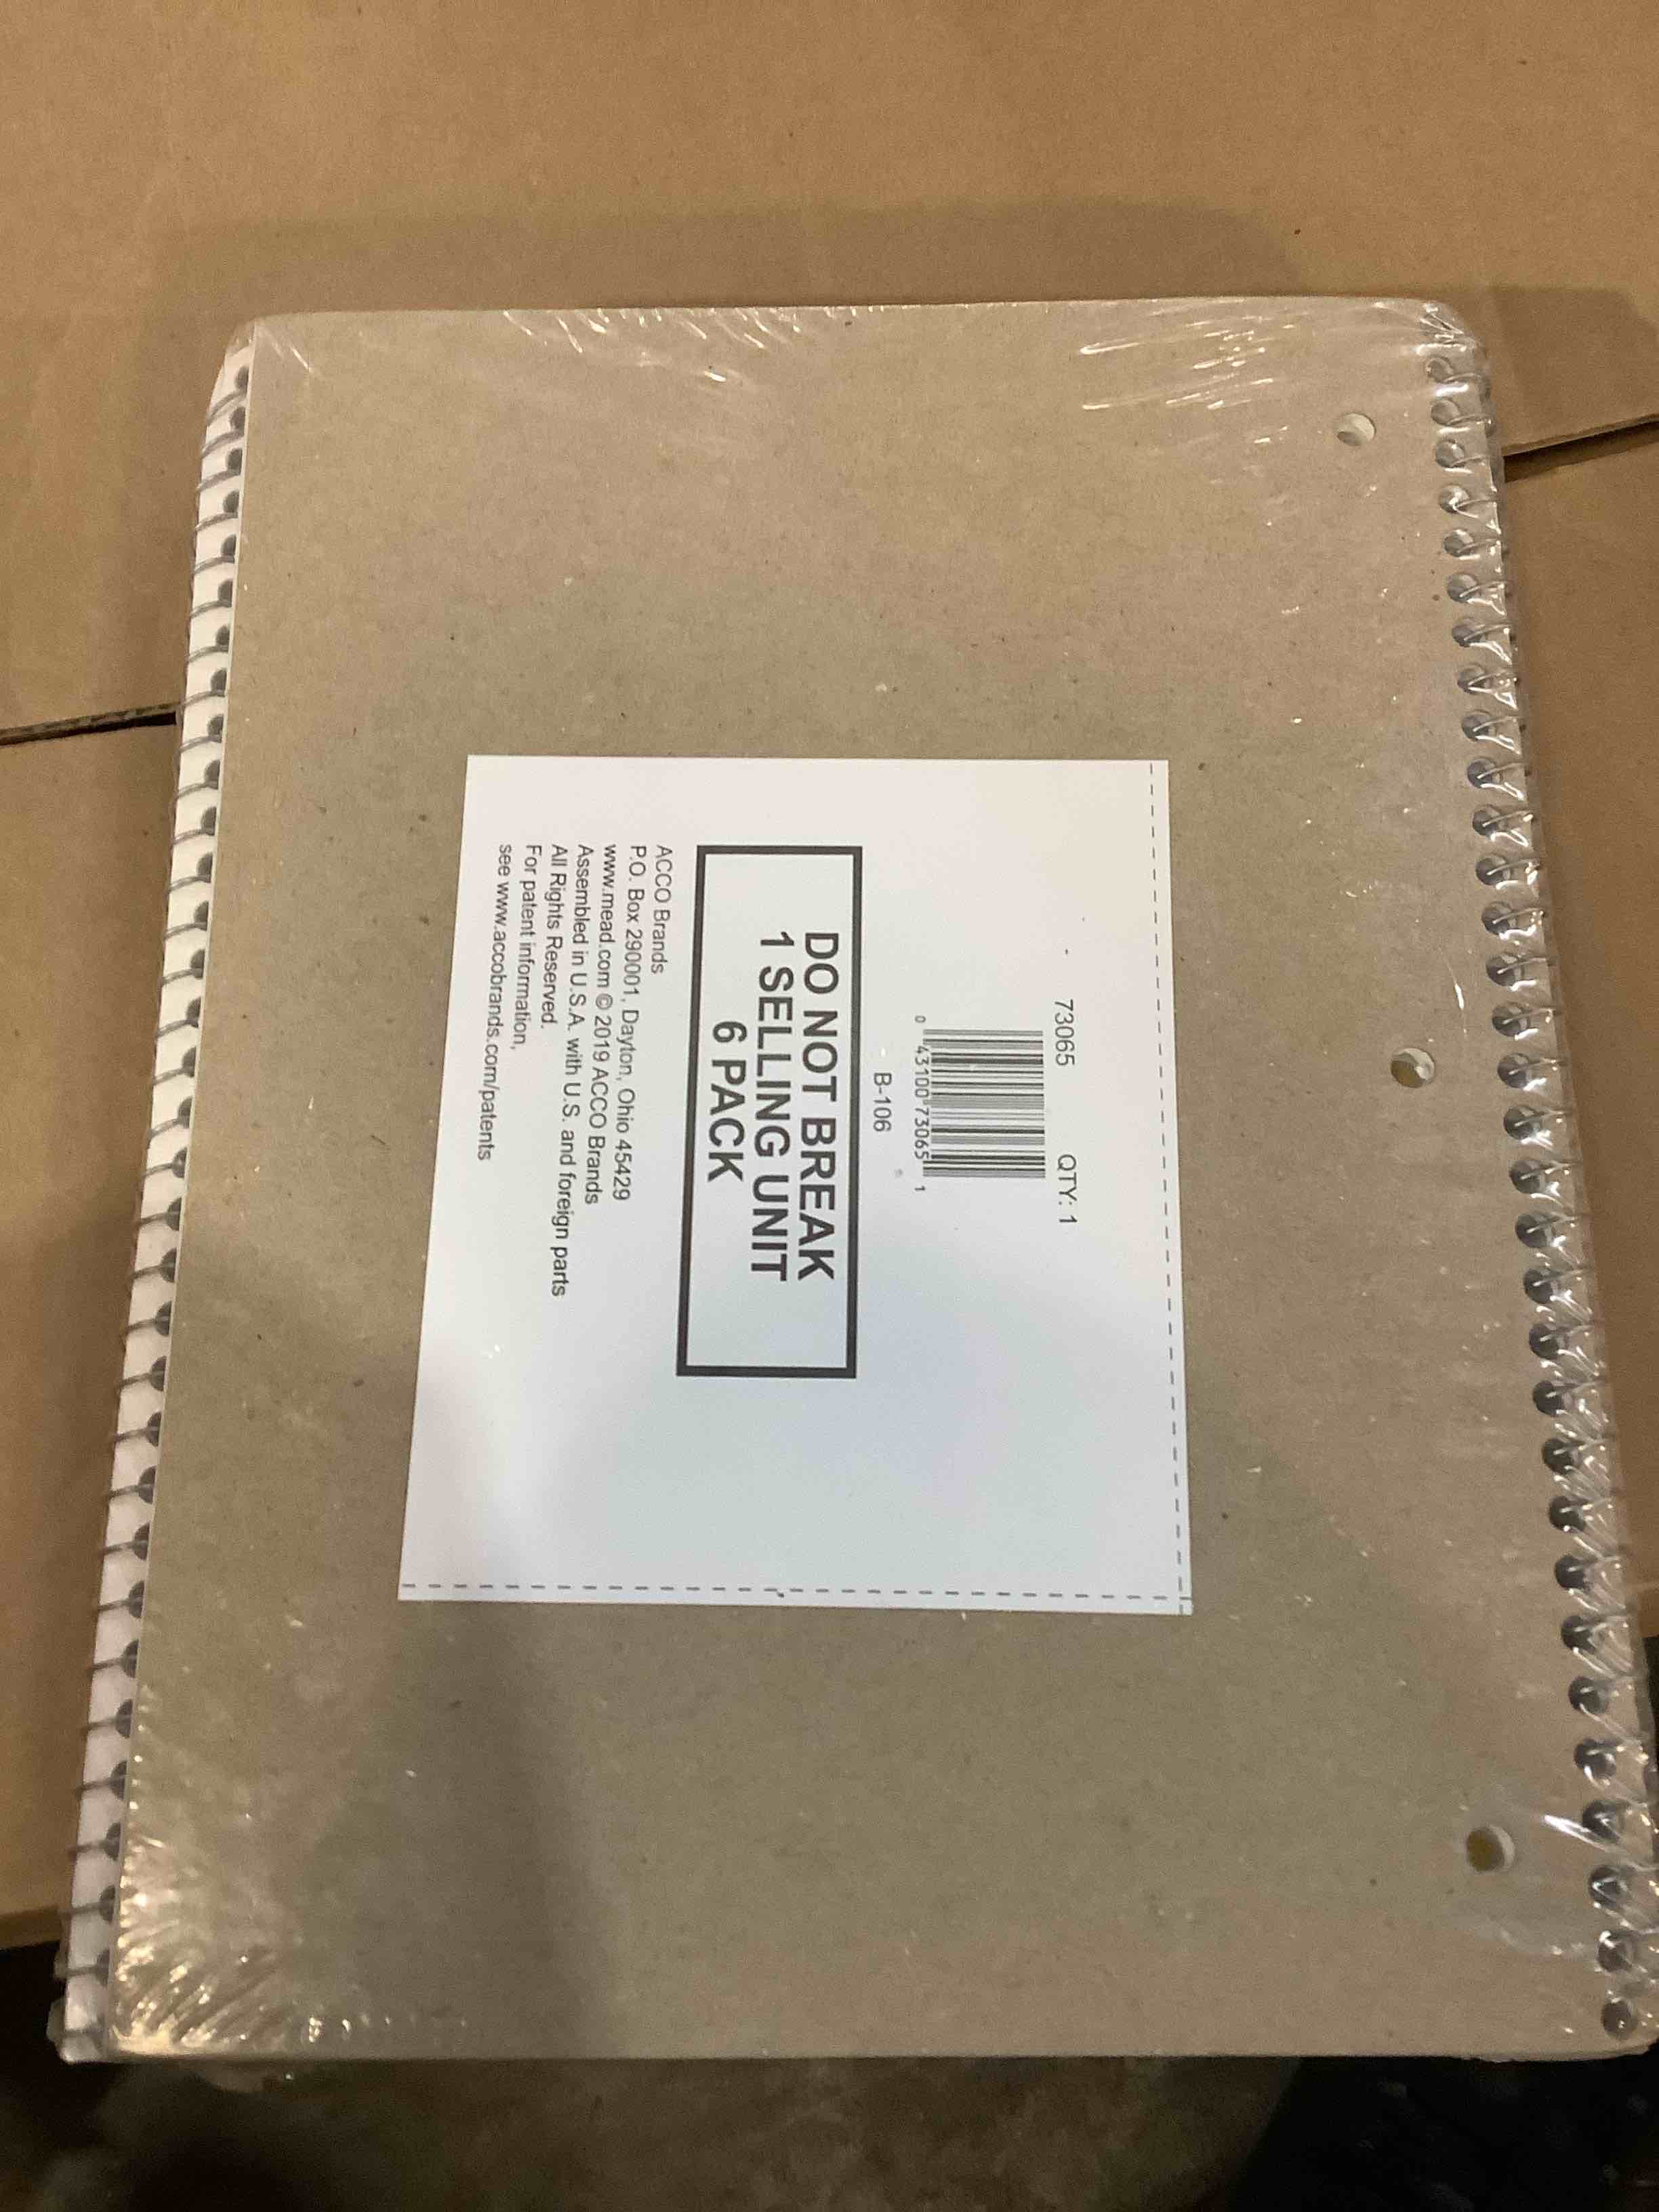 73065 QTY: 1
0 43100 73065 1
B-106
DO NOT BREAK
1 SELLING UNIT
6 PACK
ACCO Brands
P.O. Box 290001, Dayton, Ohio 45429
www.mead.com © 2019 ACCO Brands
Assembled in U.S.A. with U.S. and foreign parts
All Rights Reserved.
For patent information,
see www.accobrands.com/patents